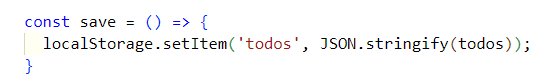 const save = () => {
  localStorage.setItem('todos', JSON.stringify(todos));
}